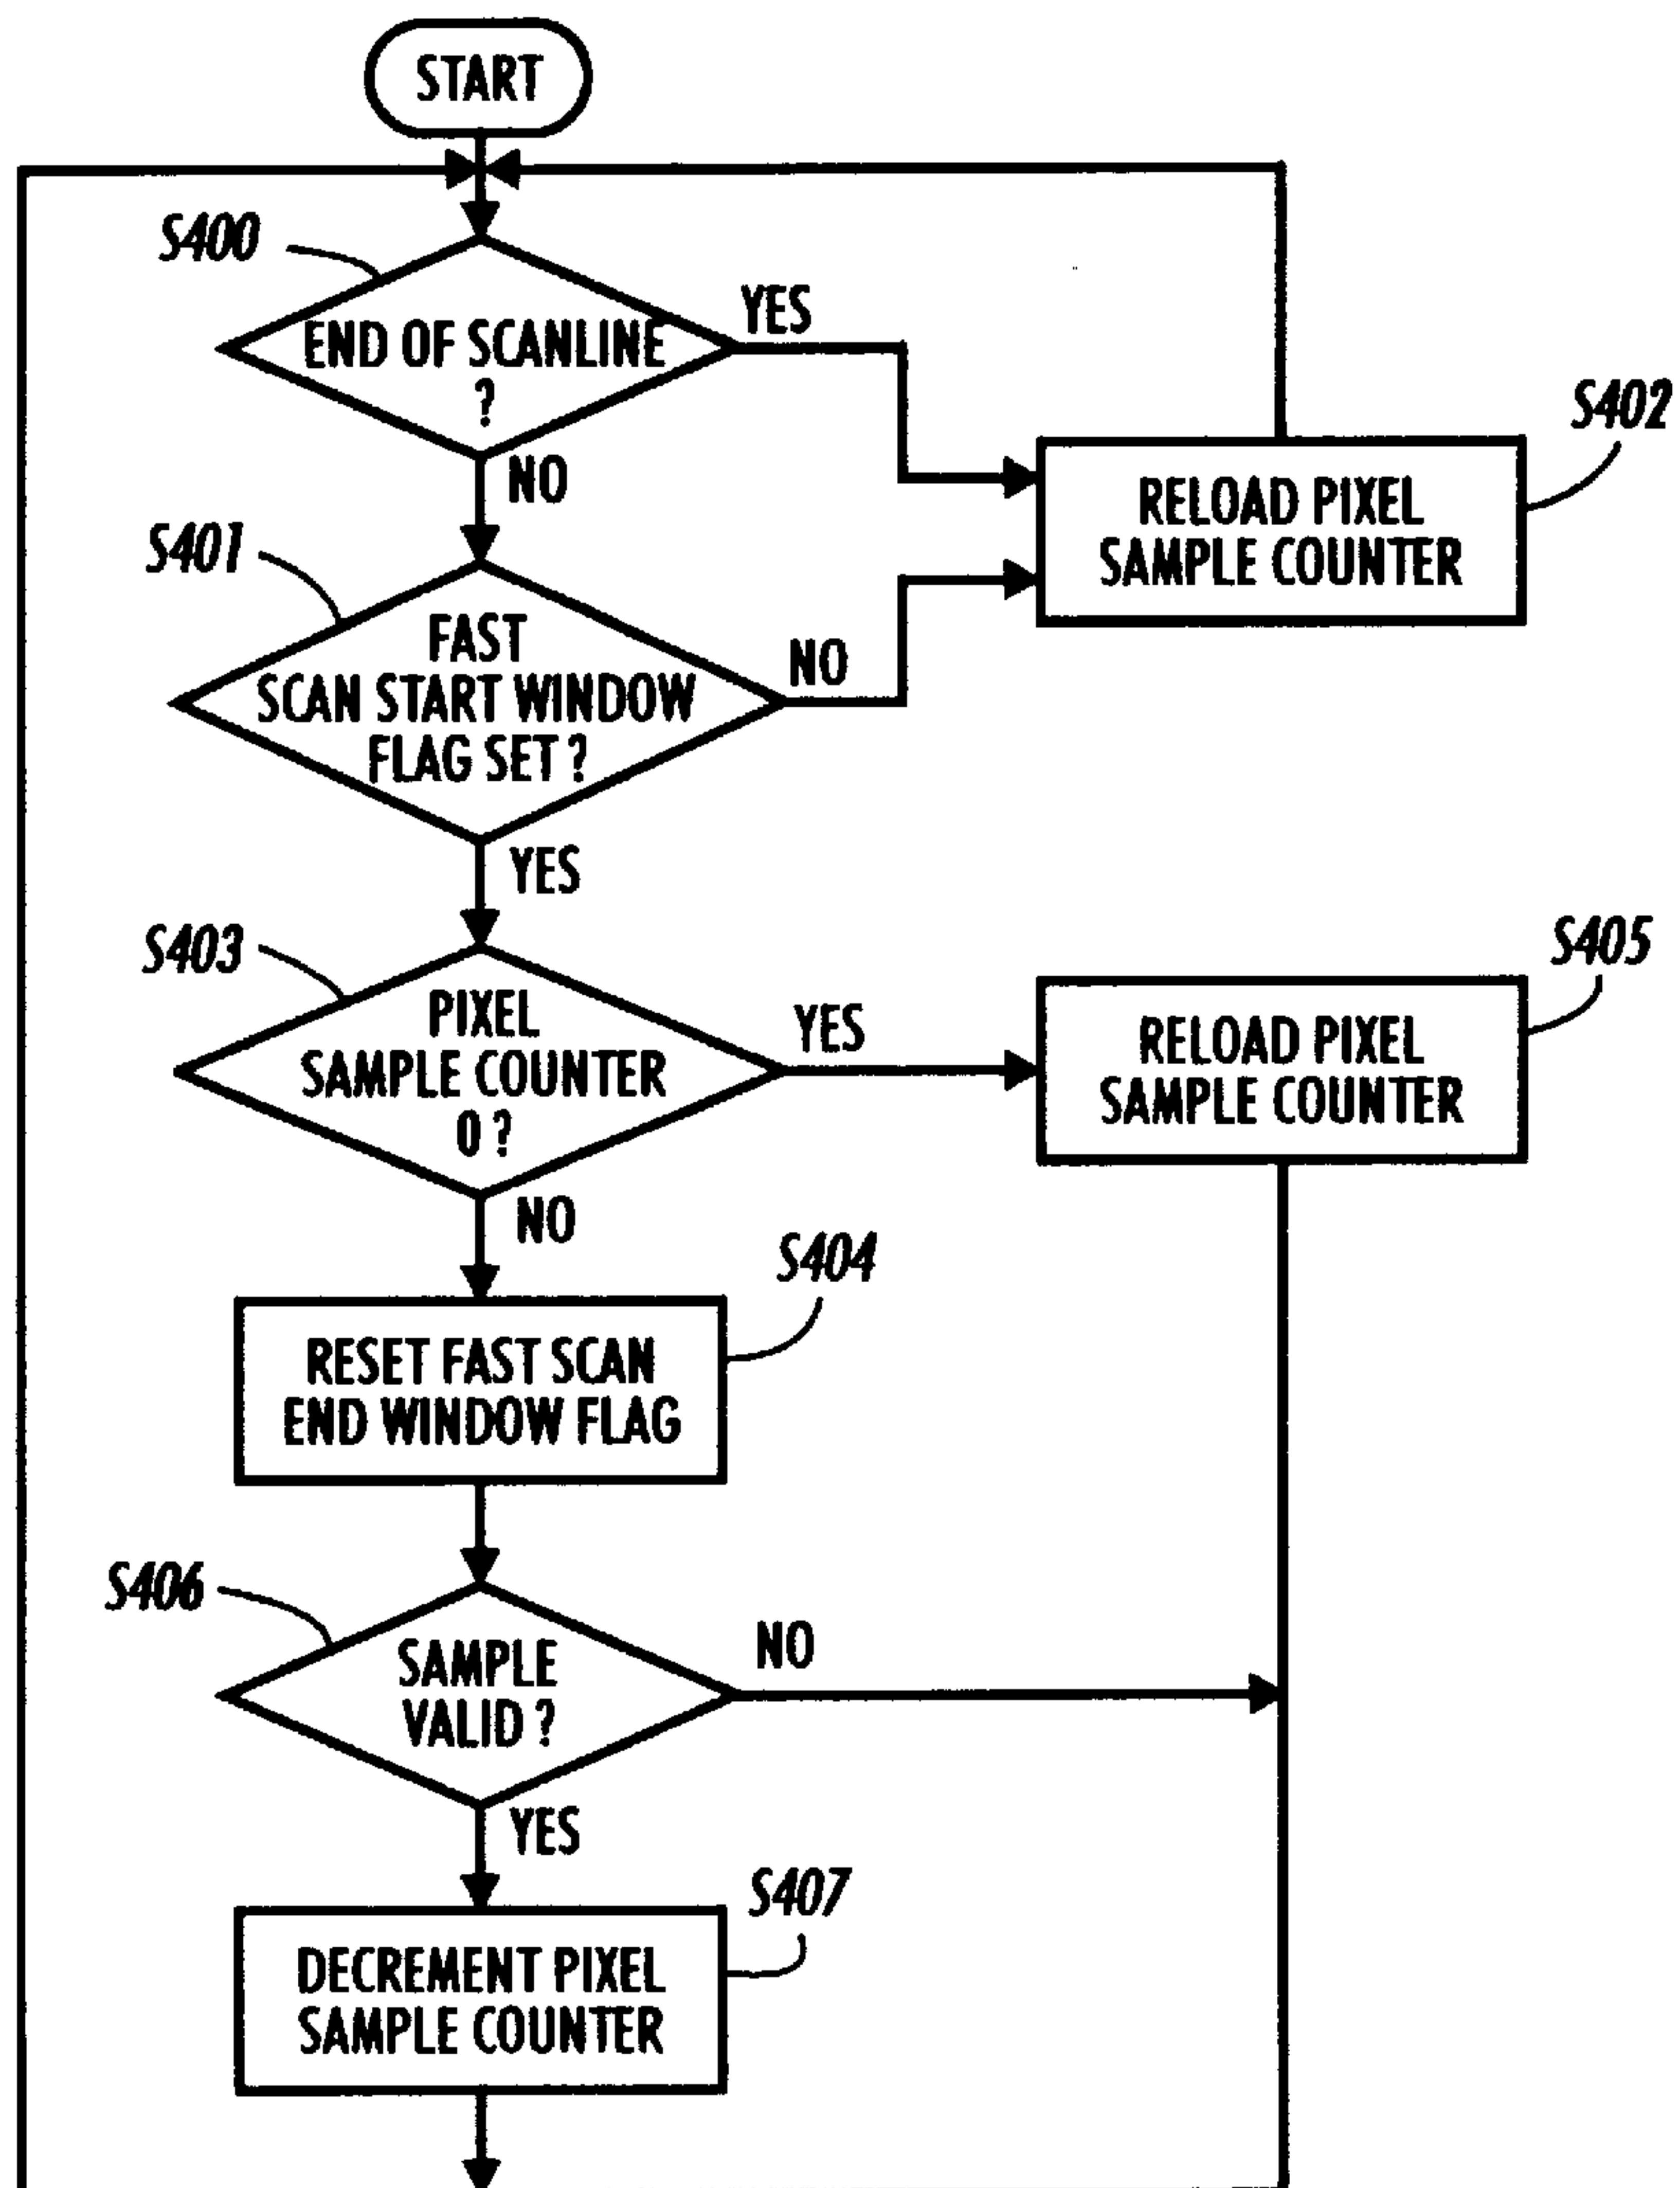 START
S400
END OF SCANLINE
?
YES
NO
S402
RELOAD PIXEL
SAMPLE COUNTER
S401
FAST
SCAN START WINDOW
FLAG SET ?
NO
YES
S403
PIXEL
SAMPLE COUNTER
0 ?
YES
NO
S405
RELOAD PIXEL
SAMPLE COUNTER
S404
RESET FAST SCAN
END WINDOW FLAG
S406
SAMPLE
VALID ?
NO
YES
S407
DECREMENT PIXEL
SAMPLE COUNTER